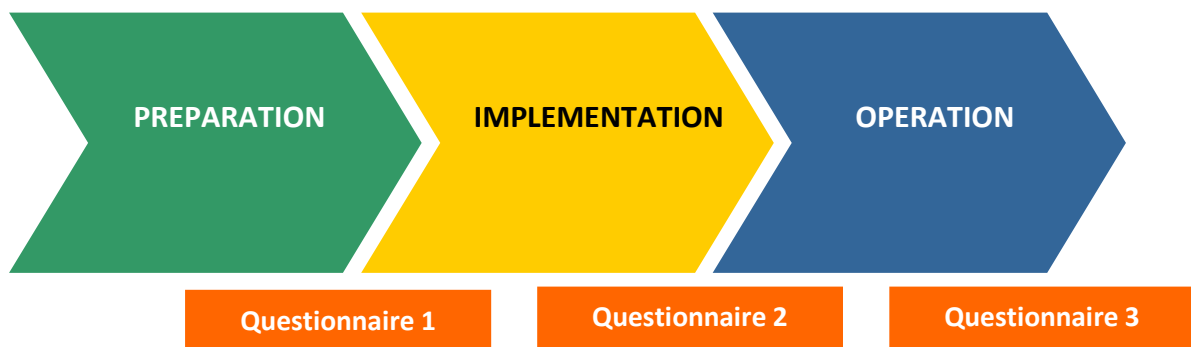 PREPARATION
IMPLEMENTATION
OPERATION
Questionnaire 1
Questionnaire 2
Questionnaire 3